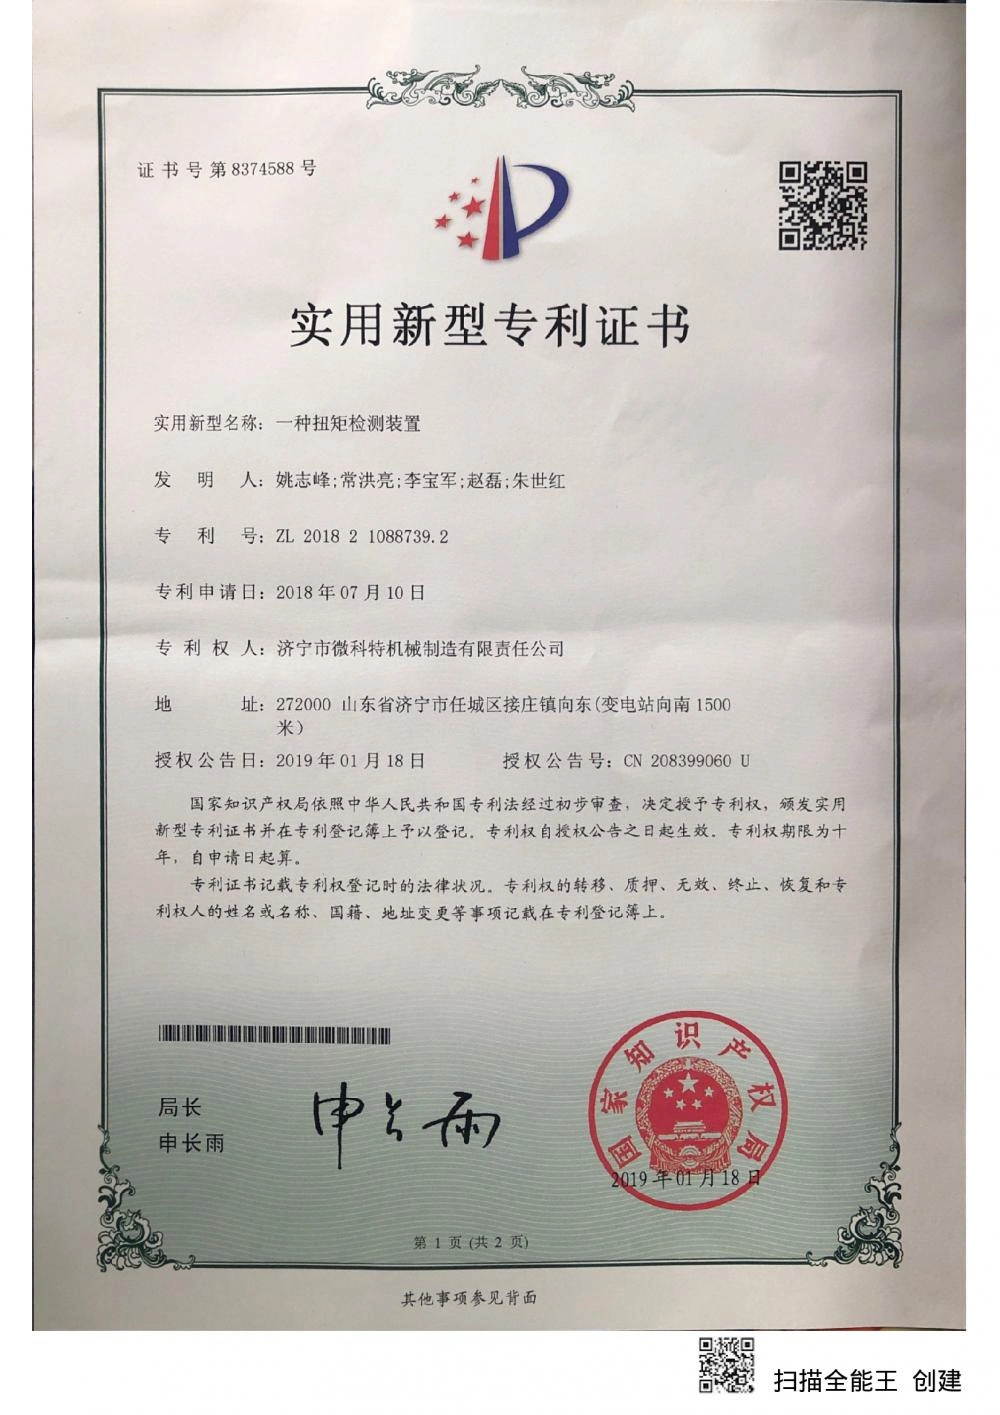 证书号第8374588号
实用新型专利证书
实用新型名称：一种扭矩检测装置
发明人：姚志峰;常洪亮;李宝军;赵磊;朱世红
专利号：ZL 2018 2 1088739.2
专利申请日：2018年07月10日
专利权人：济宁市微科特机械制造有限责任公司
地址：272000 山东省济宁市任城区接庄镇向东(变电站向南1500
米）
授权公告日：2019年01月18日 授权公告号：CN 208399060 U
国家知识产权局依照中华人民共和国专利法经过初步审查，决定授予专利权，颁发实用
新型专利证书并在专利登记簿上予以登记。专利权自授权公告之日起生效。专利权期限为十
年，自申请日起算。
专利证书记载专利权登记时的法律状况。专利权的转移、质押、无效、终止、恢复和专
利权人的姓名或名称、国籍、地址变更等事项记载在专利登记簿上。
局长
申长雨
申长雨
国家知识产权局
2019年01月18日
第 1 页 (共 2 页)
其他事项参见背面
扫描全能王 创建